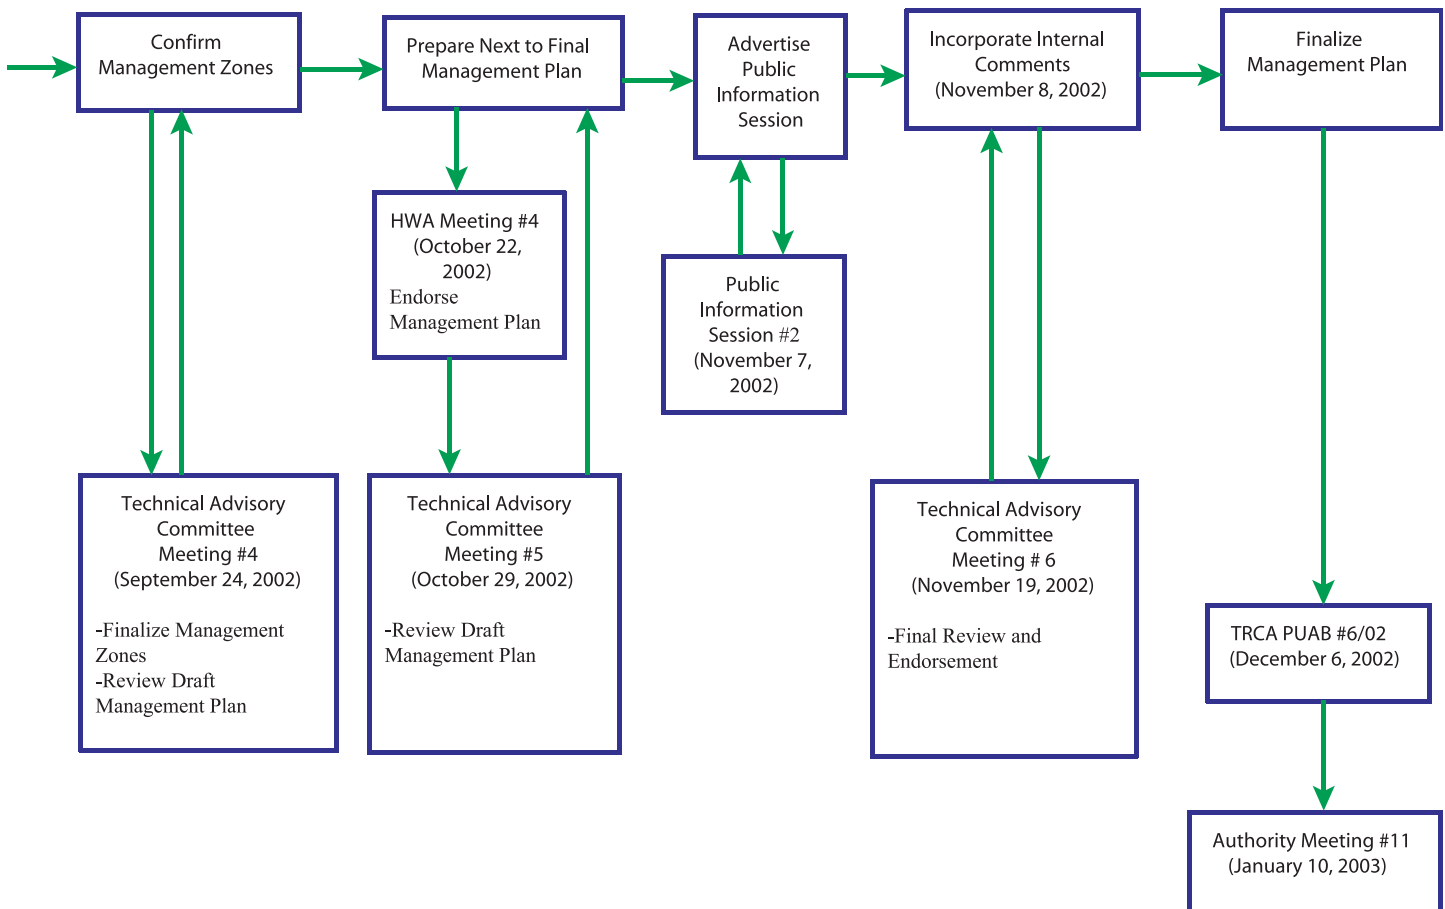 Confirm
Management Zones
Prepare Next to Final
Management Plan
Advertise
Public
Information
Session
Incorporate Internal
Comments
(November 8, 2002)
Finalize
Management Plan
HWA Meeting #4
(October 22,
2002)
Endorse
Management Plan
Public
Information
Session #2
(November 7,
2002)
Technical Advisory
Committee
Meeting #4
(September 24, 2002)
-Finalize Management
Zones
-Review Draft
Management Plan
Technical Advisory
Committee
Meeting #5
(October 29, 2002)
-Review Draft
Management Plan
Technical Advisory
Committee
Meeting # 6
(November 19, 2002)
-Final Review and
Endorsement
TRCA PUAB #6/02
(December 6, 2002)
Authority Meeting #11
(January 10, 2003)